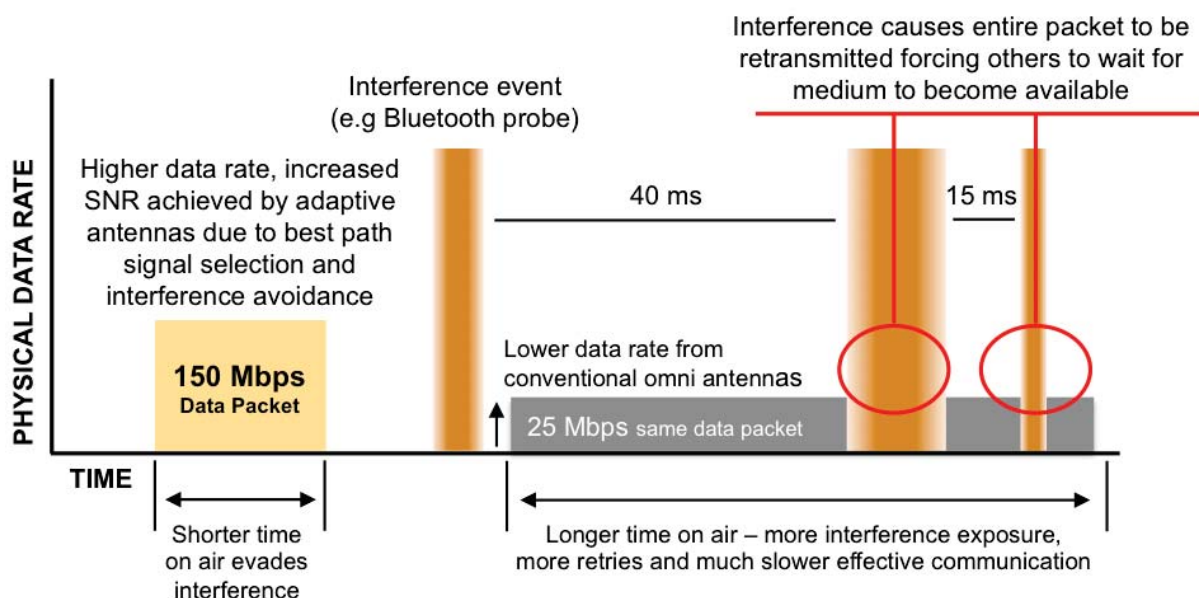 Interference causes entire packet to be
retransmitted forcing others to wait for
medium to become available
Interference event
(e.g Bluetooth probe)
Higher data rate, increased
SNR achieved by adaptive
antennas due to best path
signal selection and
interference avoidance
40 ms
15 ms
PHYSICAL DATA RATE
150 Mbps
Data Packet
Lower data rate from
conventional omni antennas
25 Mbps same data packet
TIME
Shorter time
on air evades
interference
Longer time on air – more interference exposure,
more retries and much slower effective communication